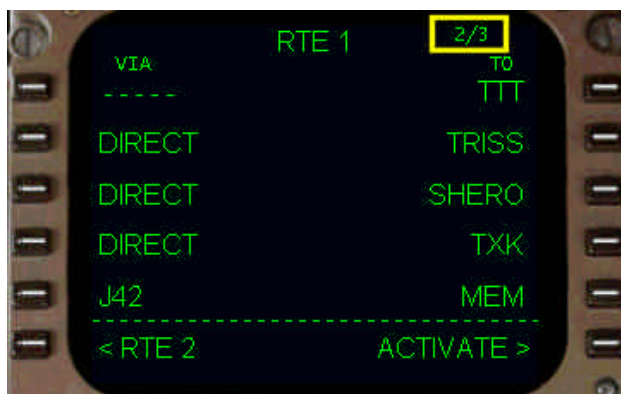 RTE 1 2/3
VIA TO
----- TTT
DIRECT TRISS
DIRECT SHERO
DIRECT TXK
J42 MEM
< RTE 2 ACTIVATE >